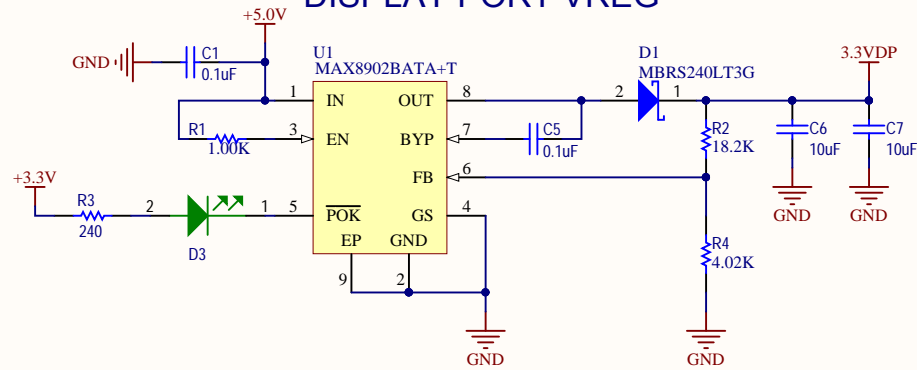 DISPLAY PORT VREG
+5.0V
GND
C1
0.1uF
U1
MAX8902BATA+T
D1
MBRS240LT3G
3.3VDP
1
IN
OUT
8
2
1
R1
1.00K
3
EN
BYP
7
C5
0.1uF
R2
18.2K
C6
10uF
C7
10uF
+3.3V
FB
6
R3
240
2
1
5
POK
GS
4
GND
GND
D3
EP
GND
R4
4.02K
9
2
GND
GND